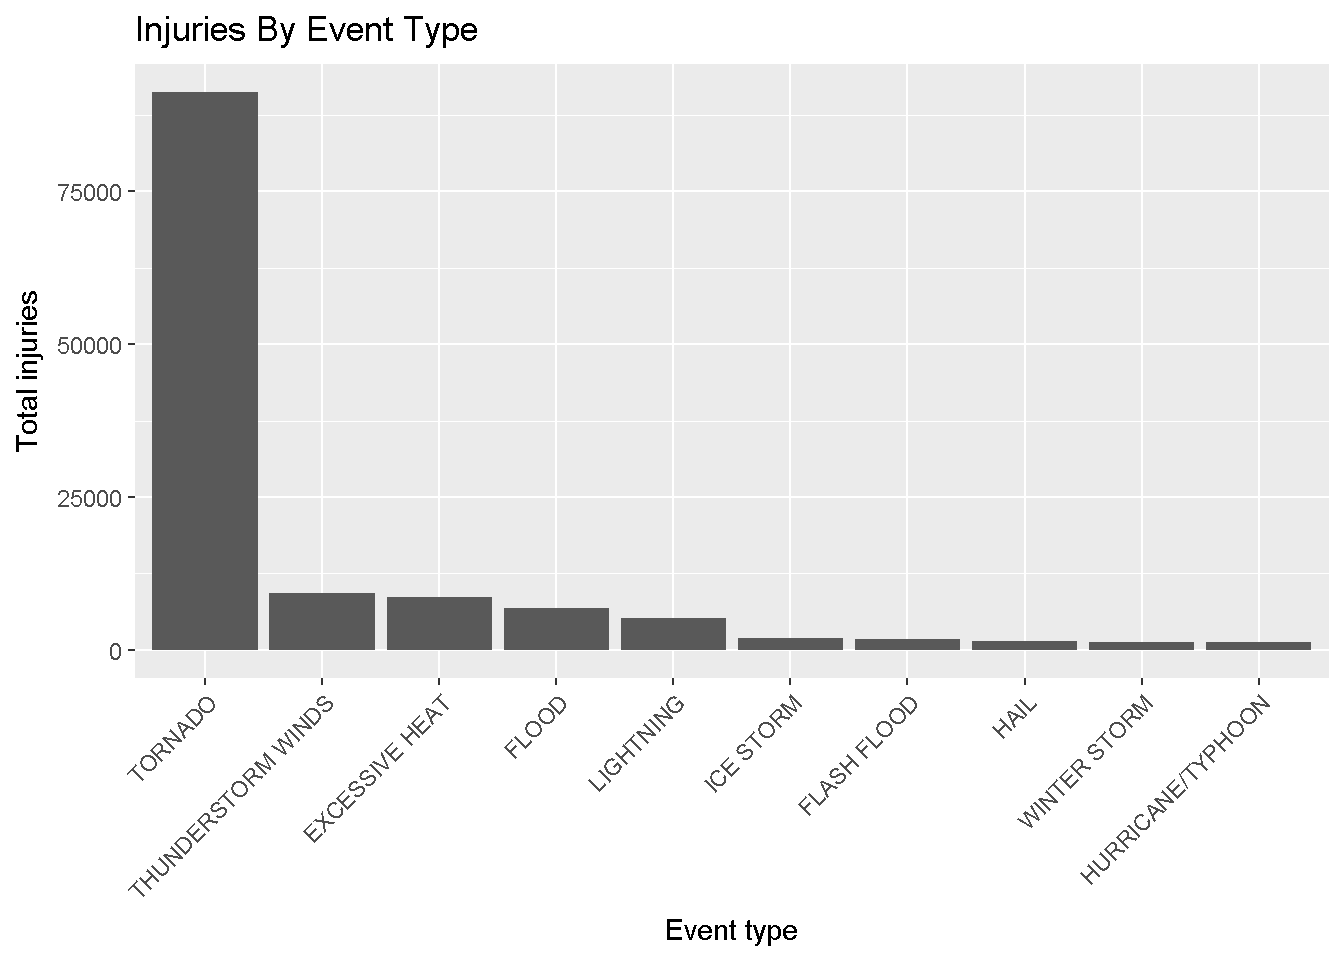 Injuries By Event Type
Total injuries
75000
50000
25000
0
TORNADO
THUNDERSTORM WINDS
EXCESSIVE HEAT
FLOOD
LIGHTNING
ICE STORM
FLASH FLOOD
HAIL
WINTER STORM
HURRICANE/TYPHOON
Event type